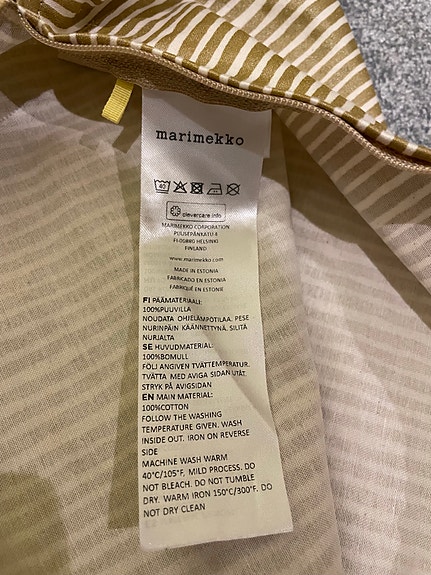 marimekko
40
clevercare.info
MARIMEKKO CORPORATION
PUUSEPÄNKATU 4
FI-00880 HELSINKI
FINLAND
www.marimekko.com
MADE IN ESTONIA
FABRICADO EN ESTONIA
FABRIQUÉ EN ESTONIE
FI PÄÄMATERIAALI:
100%PUUVILLA
NOUDATA OHJELÄMPÖTILAA. PESE
NURINPÄIN KÄÄNNETTYNÄ. SILITÄ
NURJALTA
SE HUVUDMATERIAL:
100%BOMULL
FÖLJ ANGIVEN TVÄTTEMPERATUR.
TVÄTTA MED AVIGA SIDAN UTÅT.
STRYK PÅ AVIGSIDAN
EN MAIN MATERIAL:
100%COTTON
FOLLOW THE WASHING
TEMPERATURE GIVEN. WASH
INSIDE OUT. IRON ON REVERSE
SIDE
MACHINE WASH WARM
40°C/105°F, MILD PROCESS. DO
NOT BLEACH. DO NOT TUMBLE
DRY. WARM IRON 150°C/300°F. DO
NOT DRY CLEAN